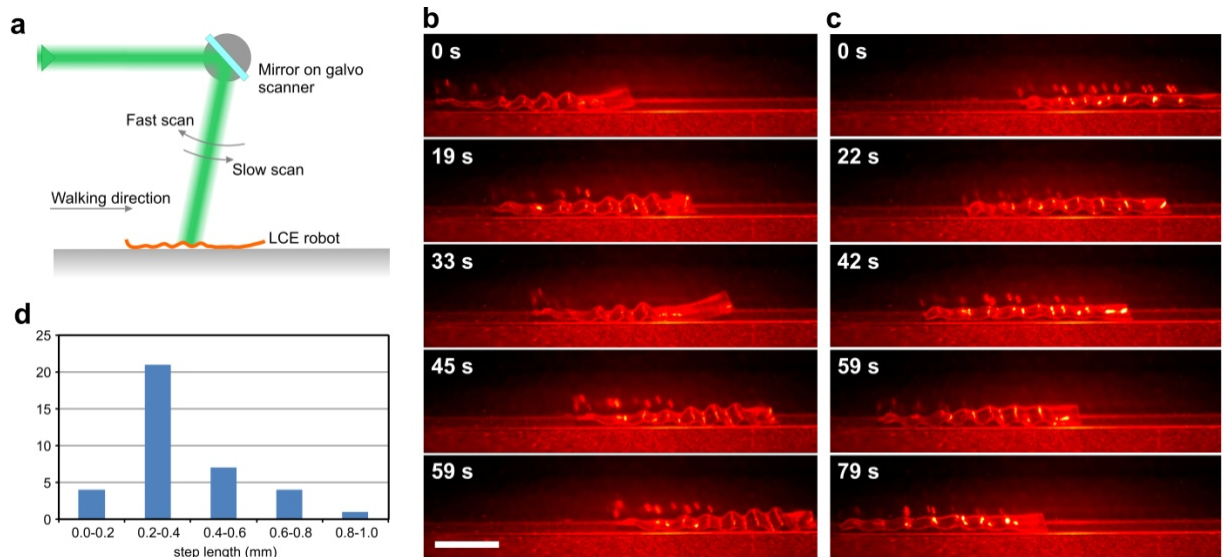 a
Mirror on galvo
scanner
Fast scan
Slow scan
Walking direction
LCE robot
b
0 s
19 s
33 s
45 s
59 s
c
0 s
22 s
42 s
59 s
79 s
d
25
20
15
10
5
0
0.0-0.2 0.2-0.4 0.4-0.6 0.6-0.8 0.8-1.0
step length (mm)